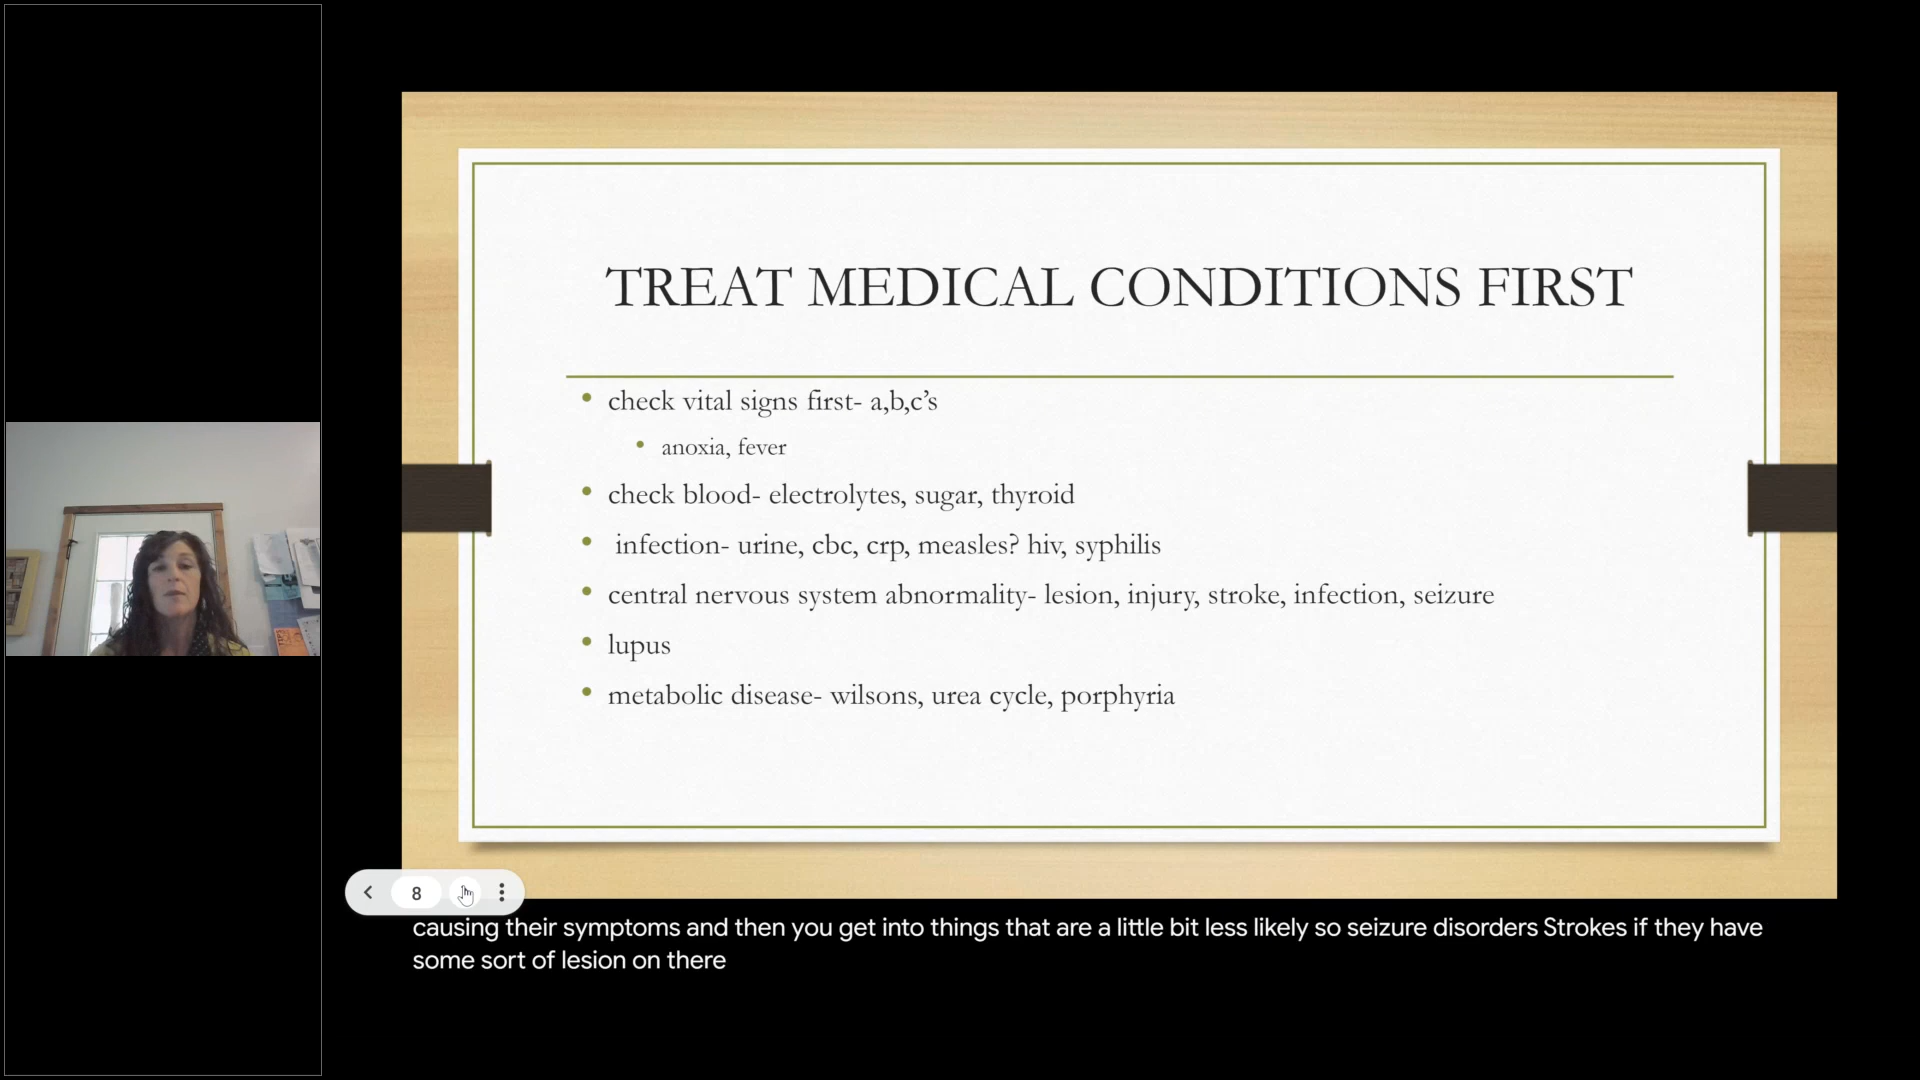 TREAT MEDICAL CONDITIONS FIRST
check vital signs first- a,b,c’s
anoxia, fever
check blood- electrolytes, sugar, thyroid
infection- urine, cbc, crp, measles? hiv, syphilis
central nervous system abnormality- lesion, injury, stroke, infection, seizure
lupus
metabolic disease- wilsons, urea cycle, porphyria
8
causing their symptoms and then you get into things that are a little bit less likely so seizure disorders Strokes if they have
some sort of lesion on there